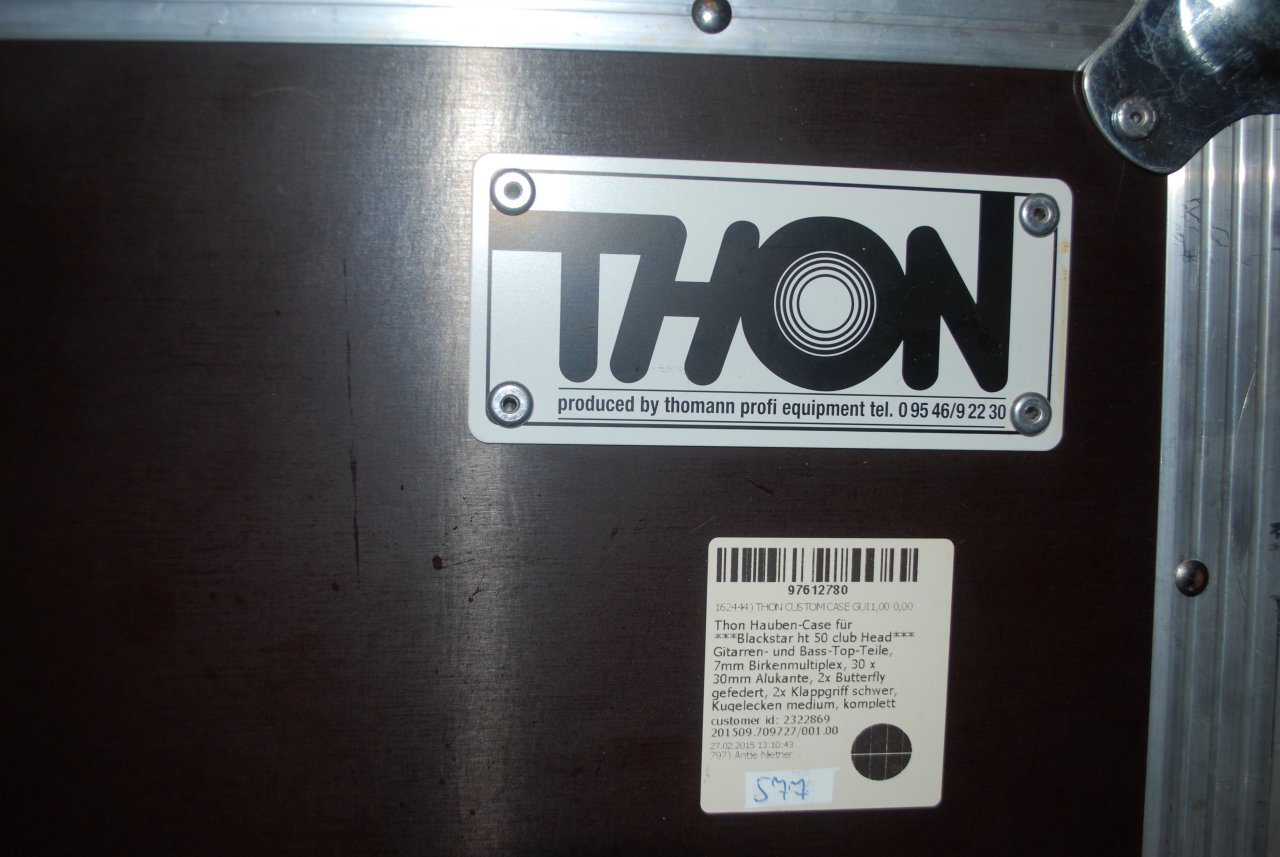 THON
produced by thomann profi equipment tel. 0 95 46/9 22 30
97612780
162444) THON CUSTOM CASE GUI 1,00 0,00
Thon Hauben-Case für
***Blackstar ht 50 club Head***
Gitarren- und Bass-Top-Teile,
7mm Birkenmultiplex, 30 x
30mm Alukante, 2x Butterfly
gefedert, 2x Klappgriff schwer,
Kugelecken medium, komplett
customer id: 2322869
201509.709727/001.00
27.02.2015 13:10:43
797) Antje
577